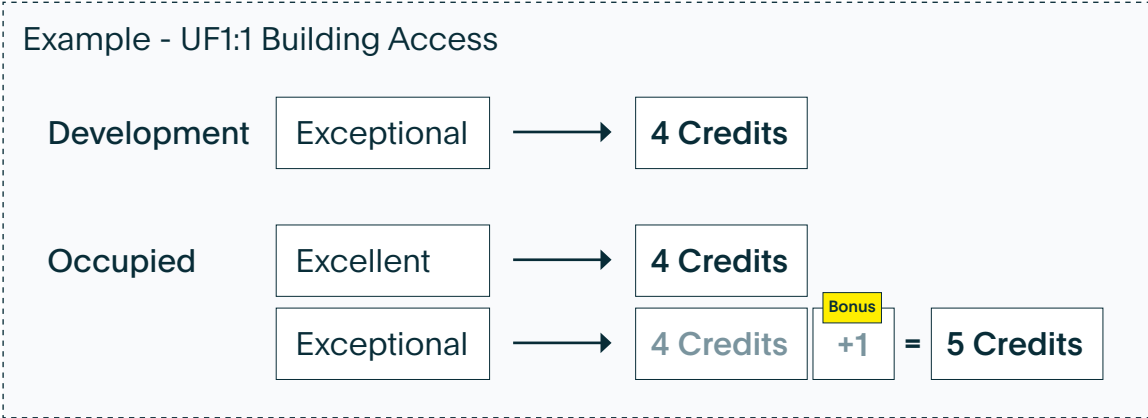 Example - UF1:1 Building Access
Development Exceptional 4 Credits
Occupied Excellent 4 Credits
Bonus
Exceptional 4 Credits +1 = 5 Credits